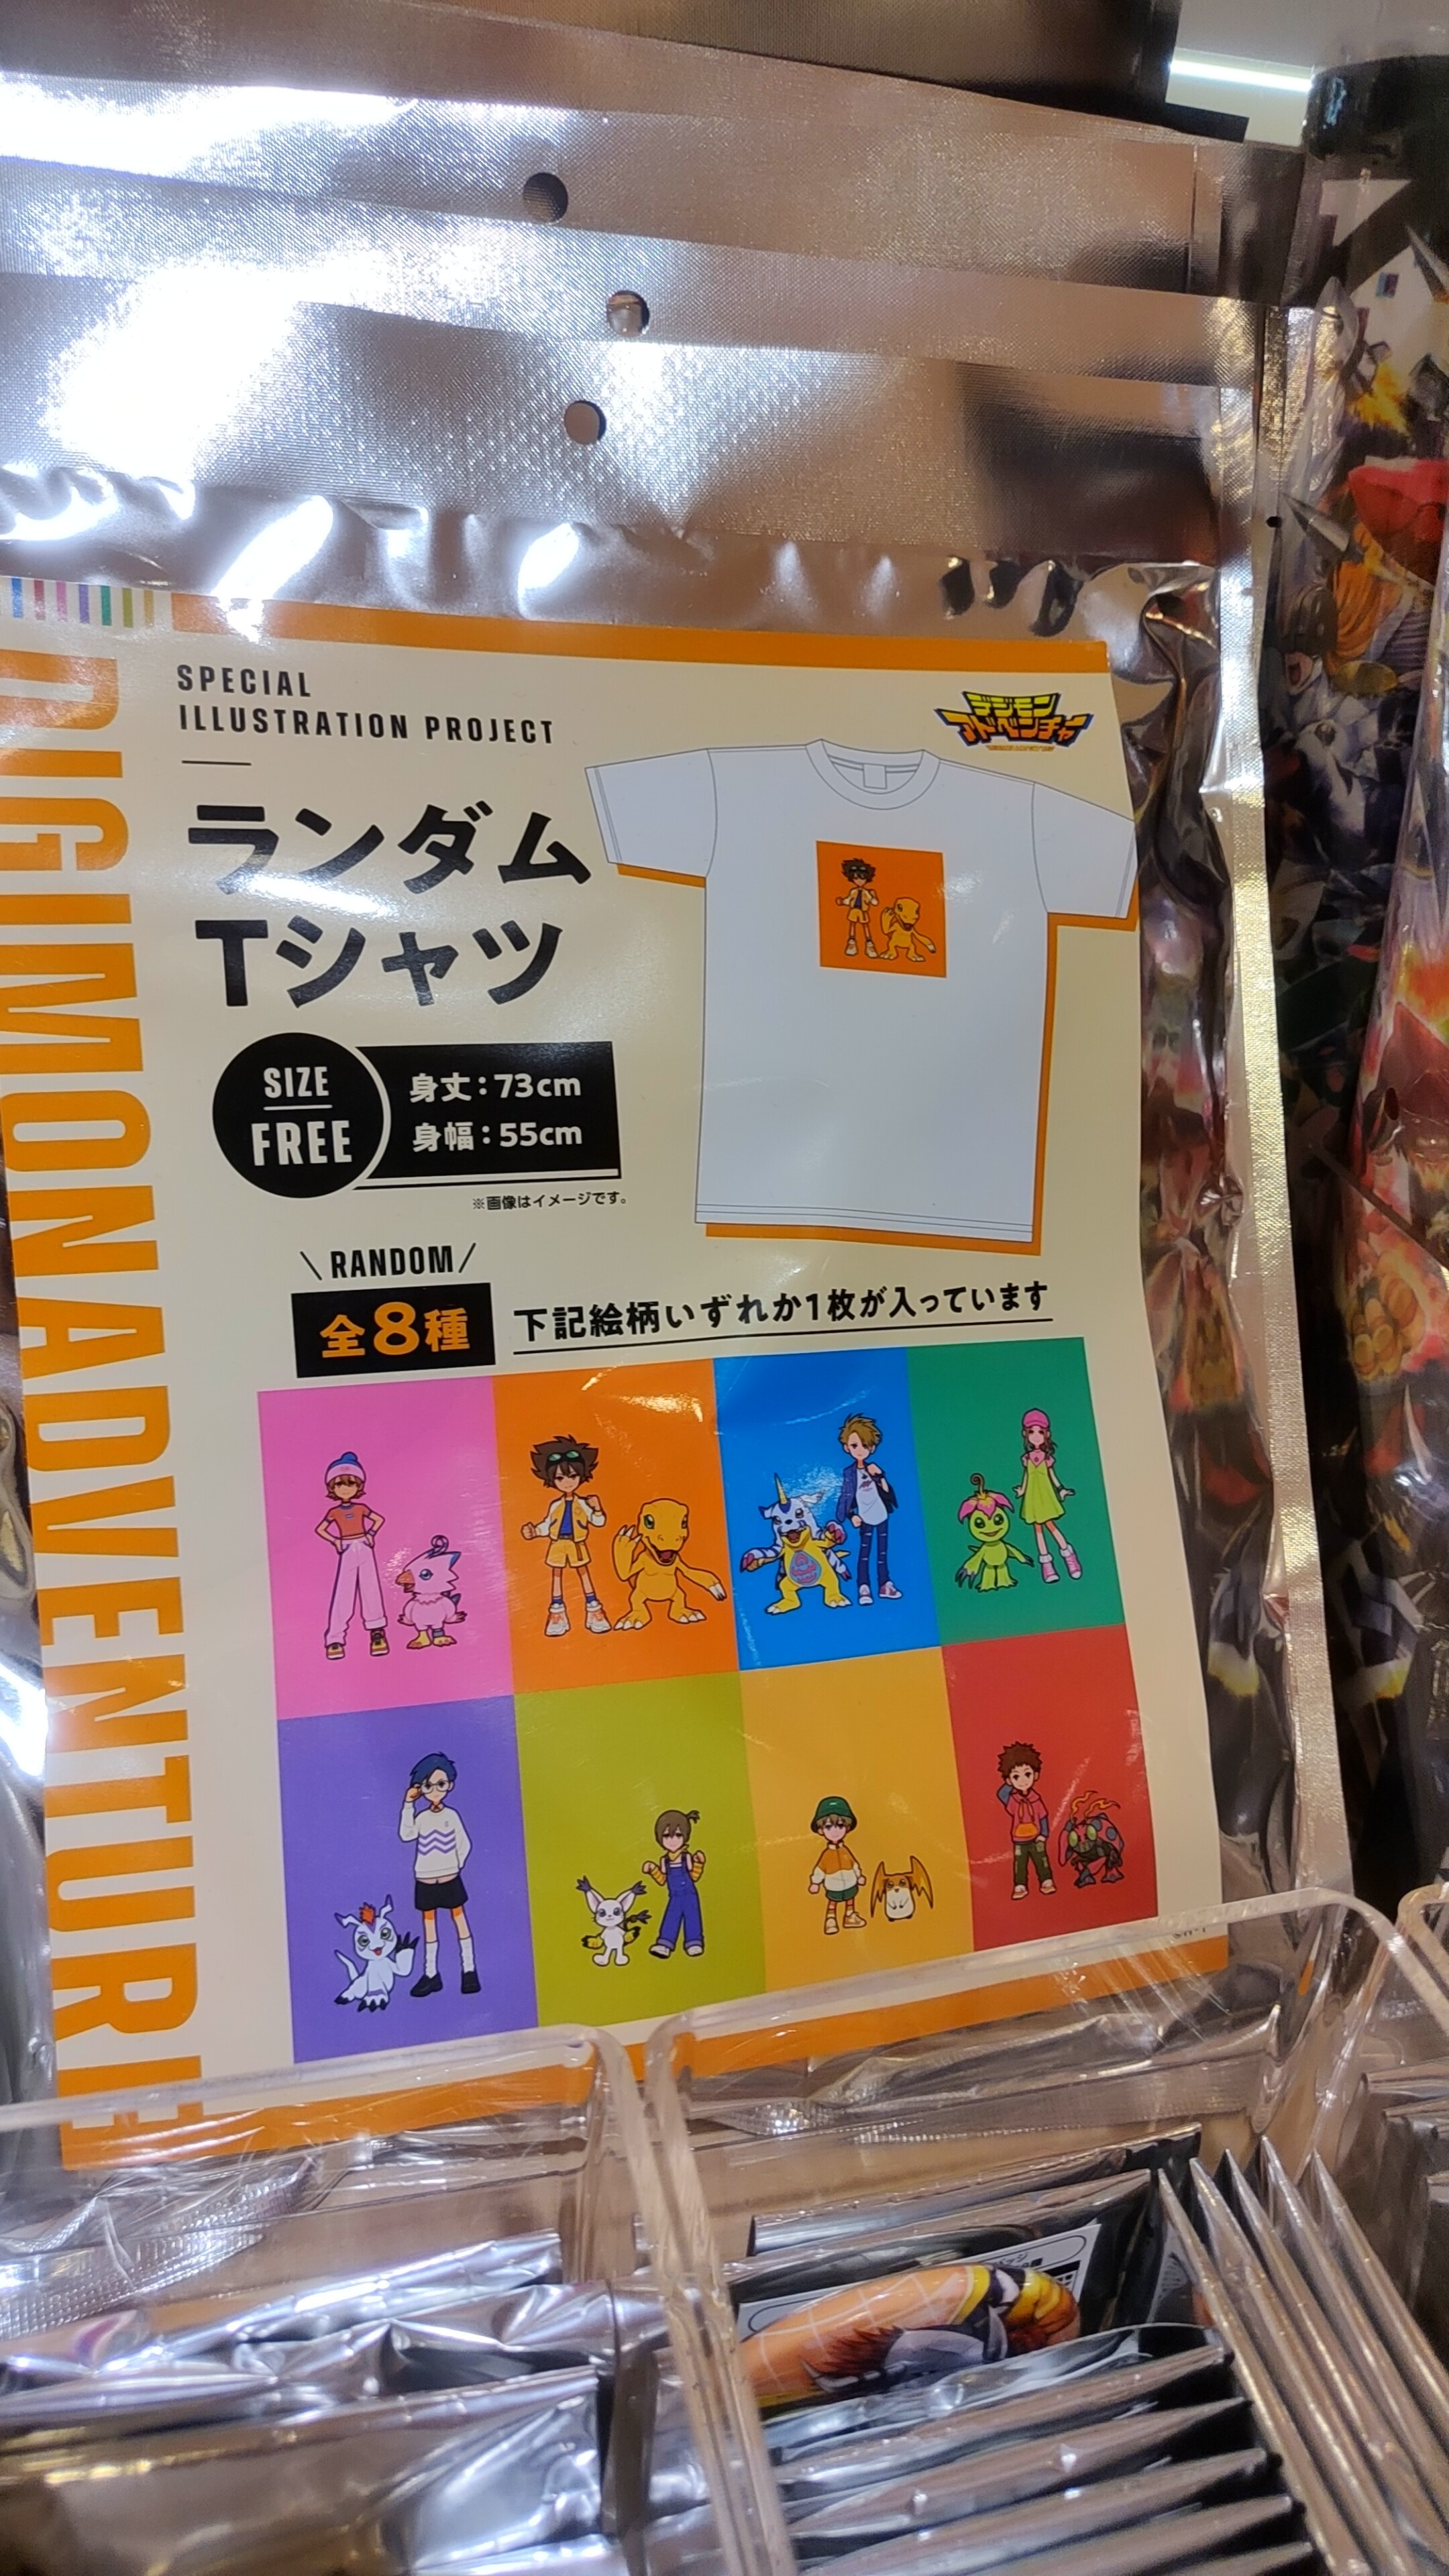 DIGIMON ADVENTURE
SPECIAL
ILLUSTRATION PROJECT
デジモン
アドベンチャー
ランダム
Tシャツ
SIZE
FREE
身丈：73cm
身幅：55cm
※画像はイメージです。
\ RANDOM /
全8種
下記絵柄いずれか1枚が入っています